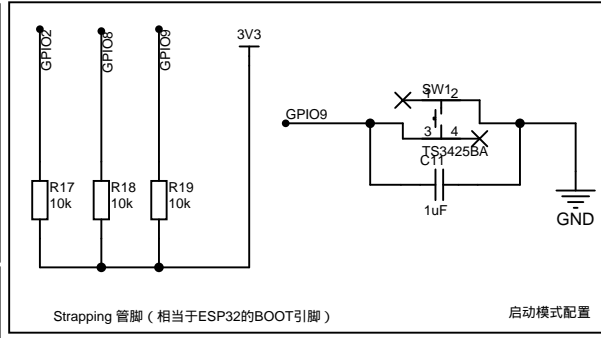 GPIO2
GPIO8
GPIO9
3V3
R17
10k
R18
10k
R19
10k
GPIO9
SW1
1 2
3 4
TS3425BA
C11
1uF
GND
Strapping 管脚（相当于ESP32的BOOT引脚）
启动模式配置